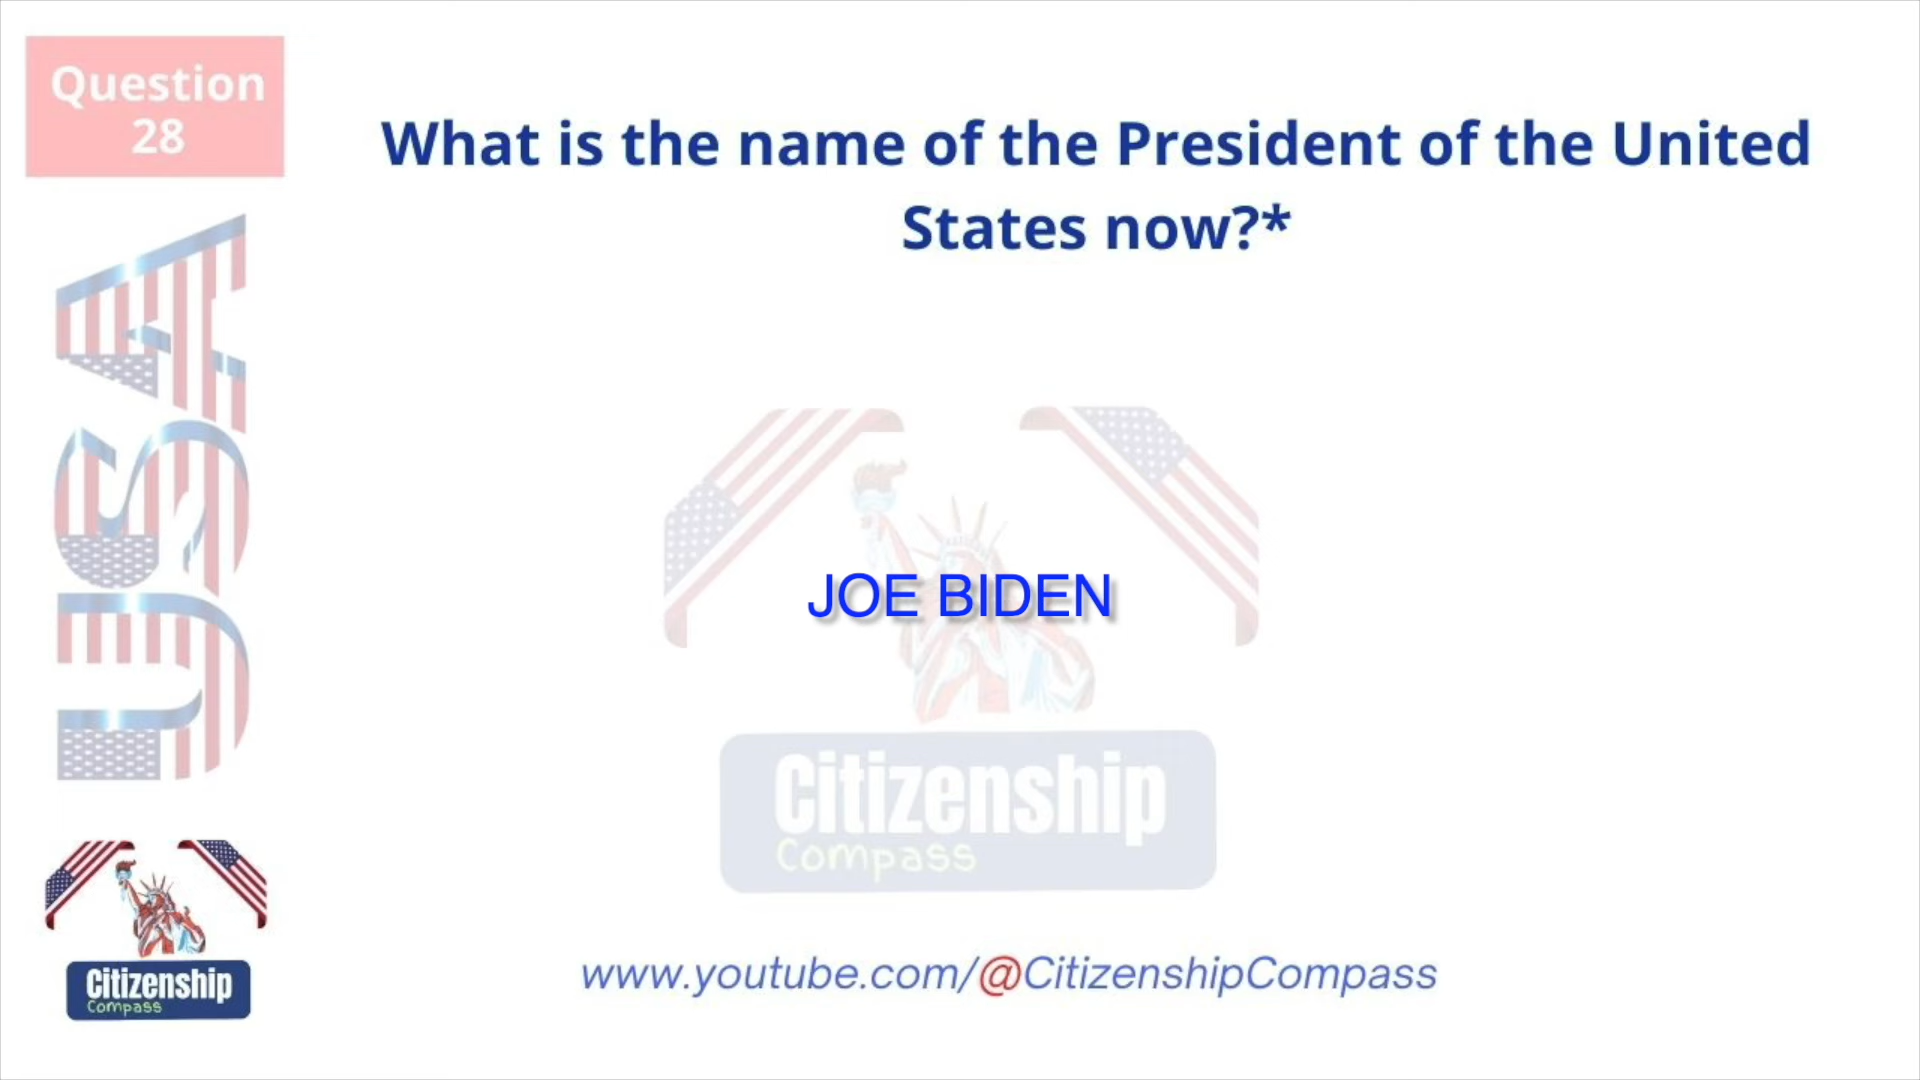 Question
28
What is the name of the President of the United
States now?*
JOE BIDEN
Citizenship
Compass
Citizenship
Compass
www.youtube.com/@CitizenshipCompass